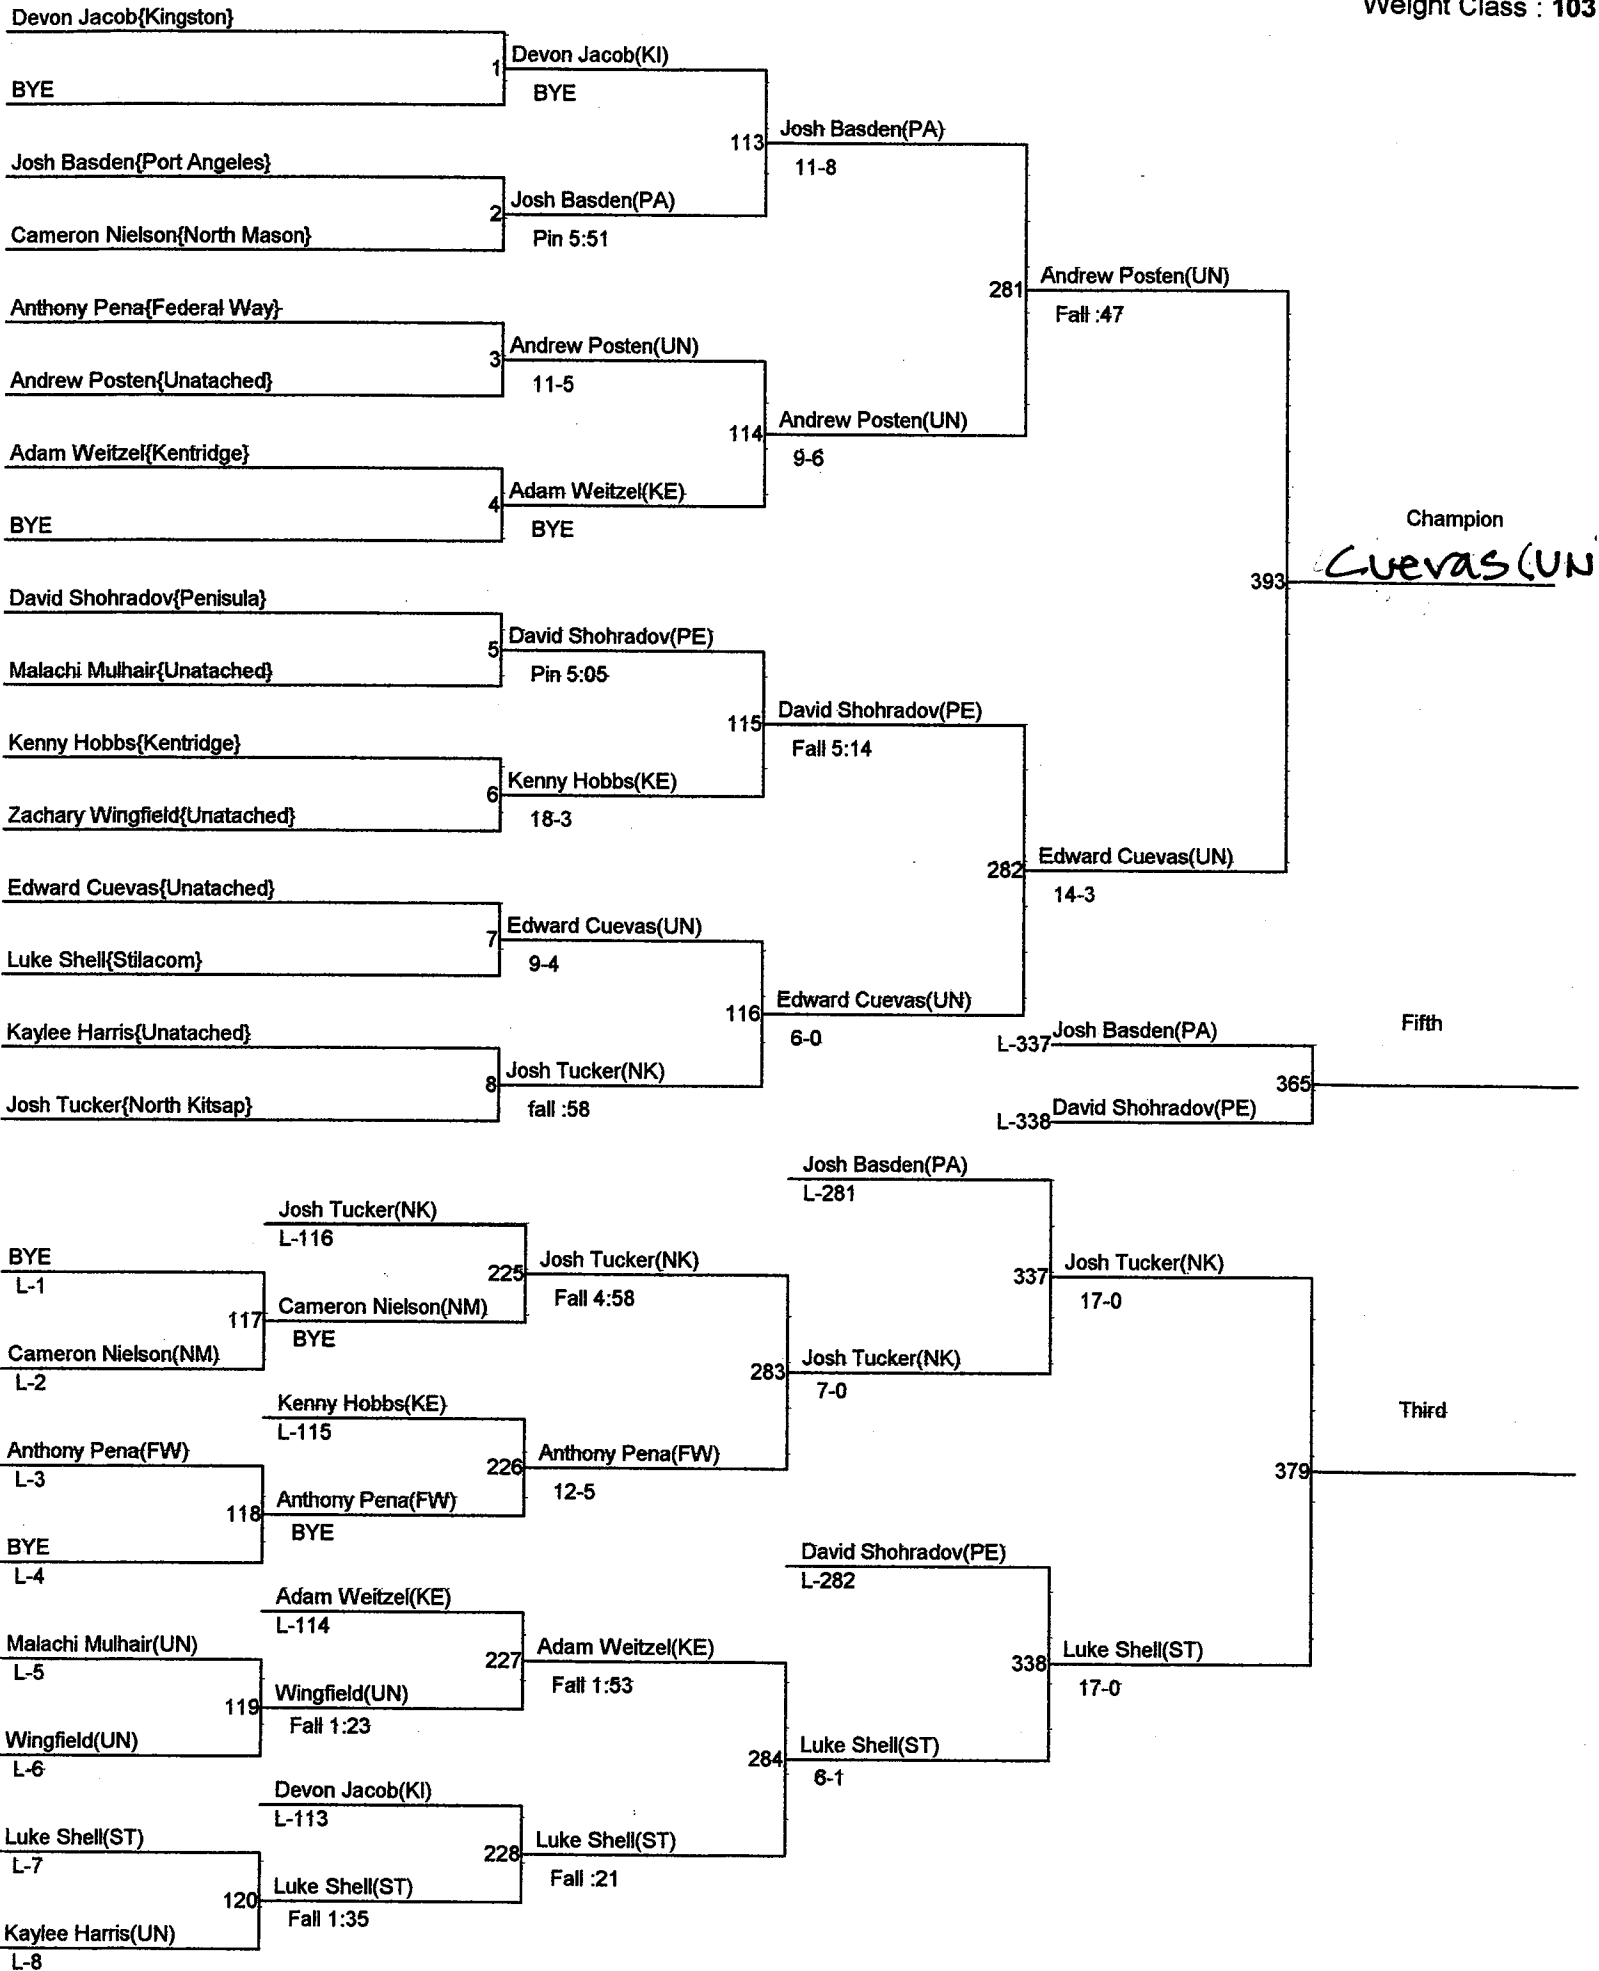 Weight Class : 103
Devon Jacob{Kingston}
1
Devon Jacob(KI)
BYE
BYE
113
Josh Basden(PA)
11-8
Josh Basden{Port Angeles}
2
Josh Basden(PA)
Cameron Nielson{North Mason}
Pin 5:51
281
Andrew Posten(UN)
Fall :47
Anthony Pena{Federal Way}
3
Andrew Posten(UN)
Andrew Posten{Unatached}
11-5
114
Andrew Posten(UN)
9-6
Adam Weitzel{Kentridge}
4
Adam Weitzel(KE)
BYE
BYE
Champion
393
Cuevas (UN
David Shohradov{Penisula}
5
David Shohradov(PE)
Malachi Mulhair{Unatached}
Pin 5:05
115
David Shohradov(PE)
Fall 5:14
Kenny Hobbs{Kentridge}
6
Kenny Hobbs(KE)
Zachary Wingfield{Unatached}
18-3
282
Edward Cuevas(UN)
14-3
Edward Cuevas{Unatached}
7
Edward Cuevas(UN)
Luke Shell{Stilacom}
9-4
116
Edward Cuevas(UN)
6-0
Kaylee Harris{Unatached}
8
Josh Tucker(NK)
Josh Tucker{North Kitsap}
fall :58
L-337
Josh Basden(PA)
Fifth
365
L-338
David Shohradov(PE)
Josh Basden(PA)
L-281
Josh Tucker(NK)
L-116
BYE
L-1
225
Josh Tucker(NK)
Fall 4:58
337
Josh Tucker(NK)
17-0
117
Cameron Nielson(NM)
BYE
Cameron Nielson(NM)
L-2
283
Josh Tucker(NK)
7-0
Kenny Hobbs(KE)
L-115
Third
Anthony Pena(FW)
L-3
226
Anthony Pena(FW)
12-5
379
118
Anthony Pena(FW)
BYE
BYE
L-4
David Shohradov(PE)
L-282
Adam Weitzel(KE)
L-114
Malachi Mulhair(UN)
L-5
227
Adam Weitzel(KE)
Fall 1:53
338
Luke Shell(ST)
17-0
119
Wingfield(UN)
Fall 1:23
Wingfield(UN)
L-6
284
Luke Shell(ST)
6-1
Devon Jacob(KI)
L-113
Luke Shell(ST)
L-7
228
Luke Shell(ST)
Fall :21
120
Luke Shell(ST)
Fall 1:35
Kaylee Harris(UN)
L-8